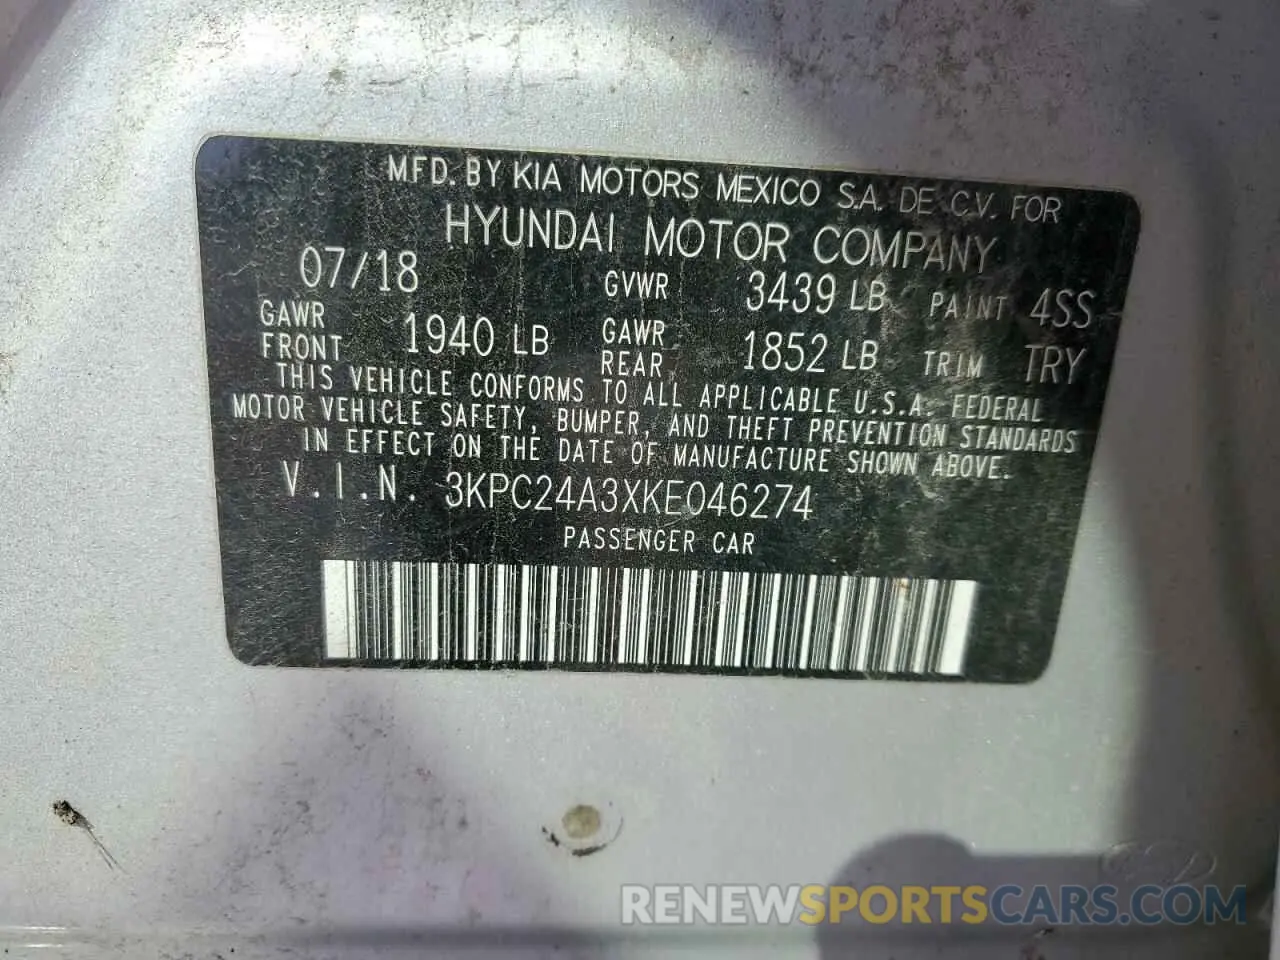 MFD. BY KIA MOTORS MEXICO S.A. DE C.V. FOR
HYUNDAI MOTOR COMPANY
07/18 GVWR 3439 LB PAINT 4SS
GAWR FRONT 1940 LB GAWR REAR 1852 LB TRIM TRY
THIS VEHICLE CONFORMS TO ALL APPLICABLE U.S.A. FEDERAL
MOTOR VEHICLE SAFETY, BUMPER, AND THEFT PREVENTION STANDARDS
IN EFFECT ON THE DATE OF MANUFACTURE SHOWN ABOVE.
V.I.N. 3KPC24A3XKE046274
PASSENGER CAR
RENEWSPORTSCARS.COM